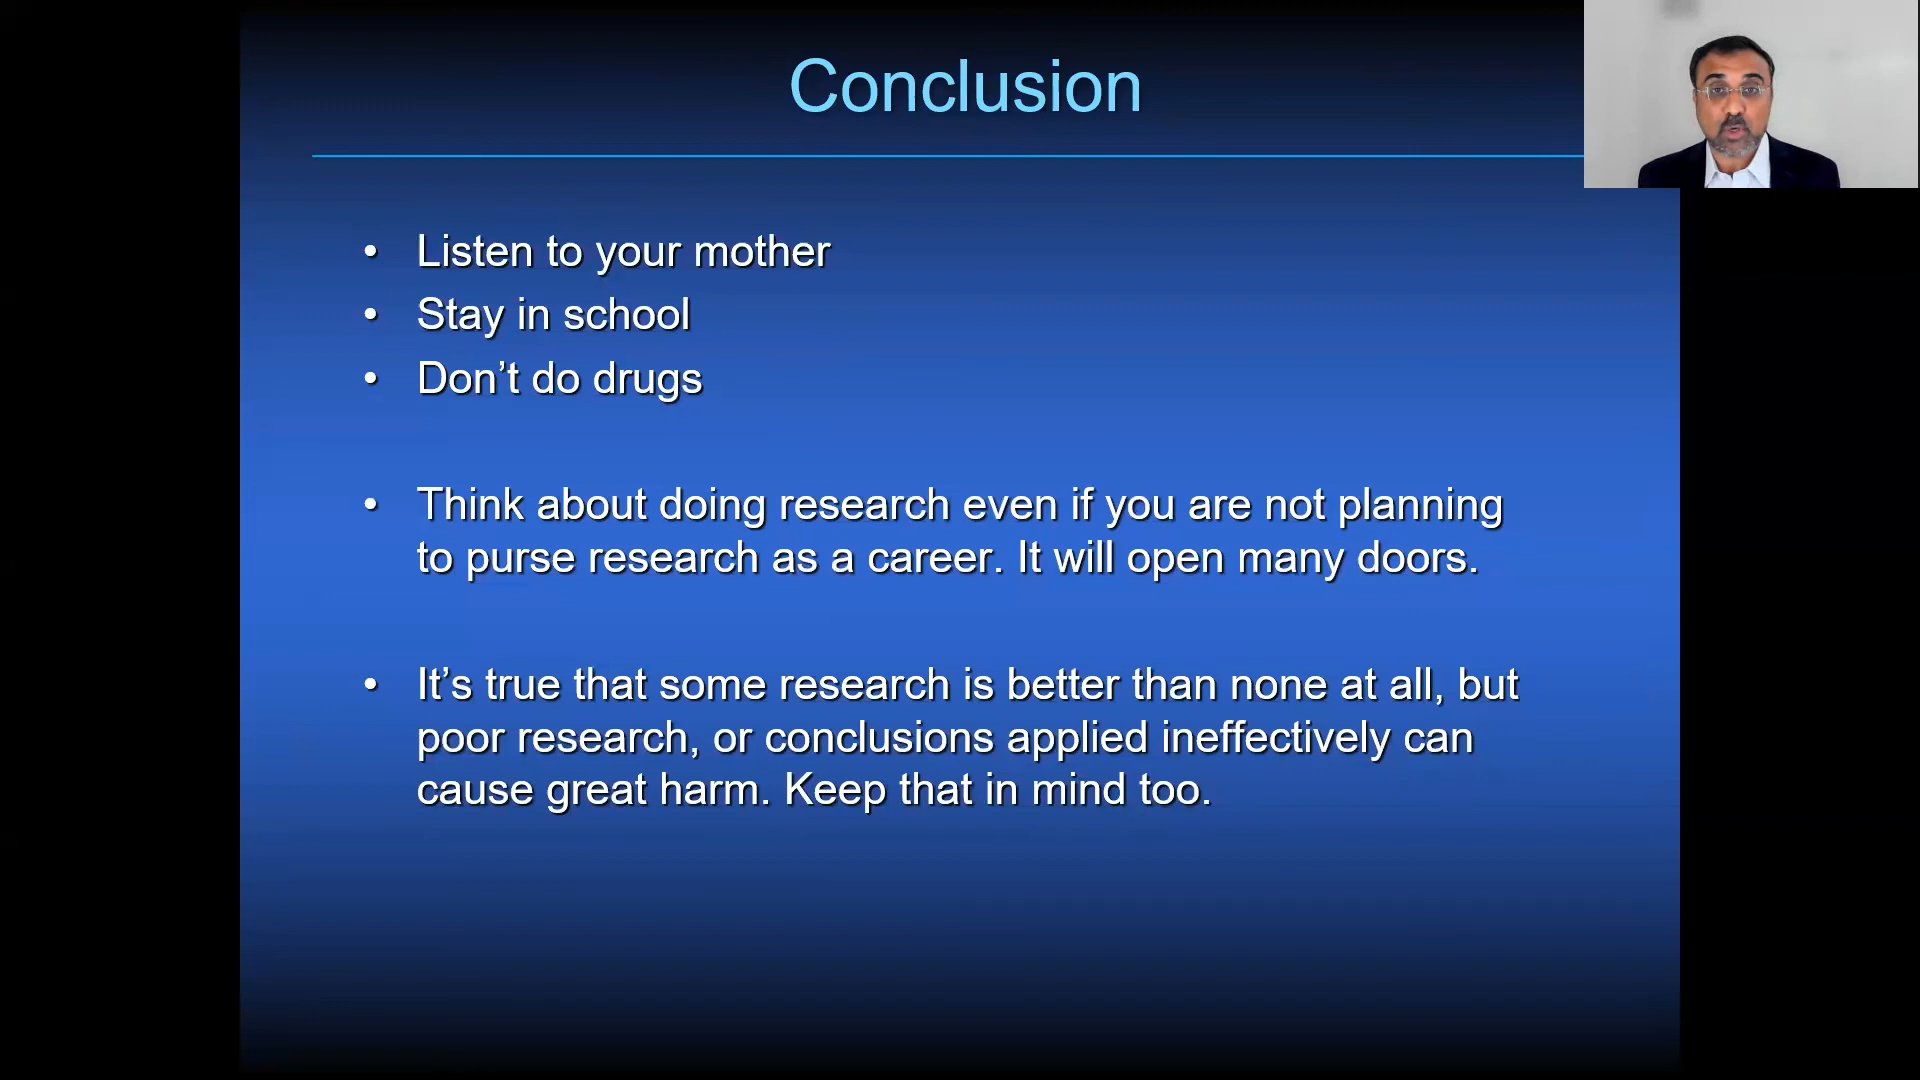 Conclusion
• Listen to your mother
• Stay in school
• Don’t do drugs
• Think about doing research even if you are not planning
to purse research as a career. It will open many doors.
• It’s true that some research is better than none at all, but
poor research, or conclusions applied ineffectively can
cause great harm. Keep that in mind too.